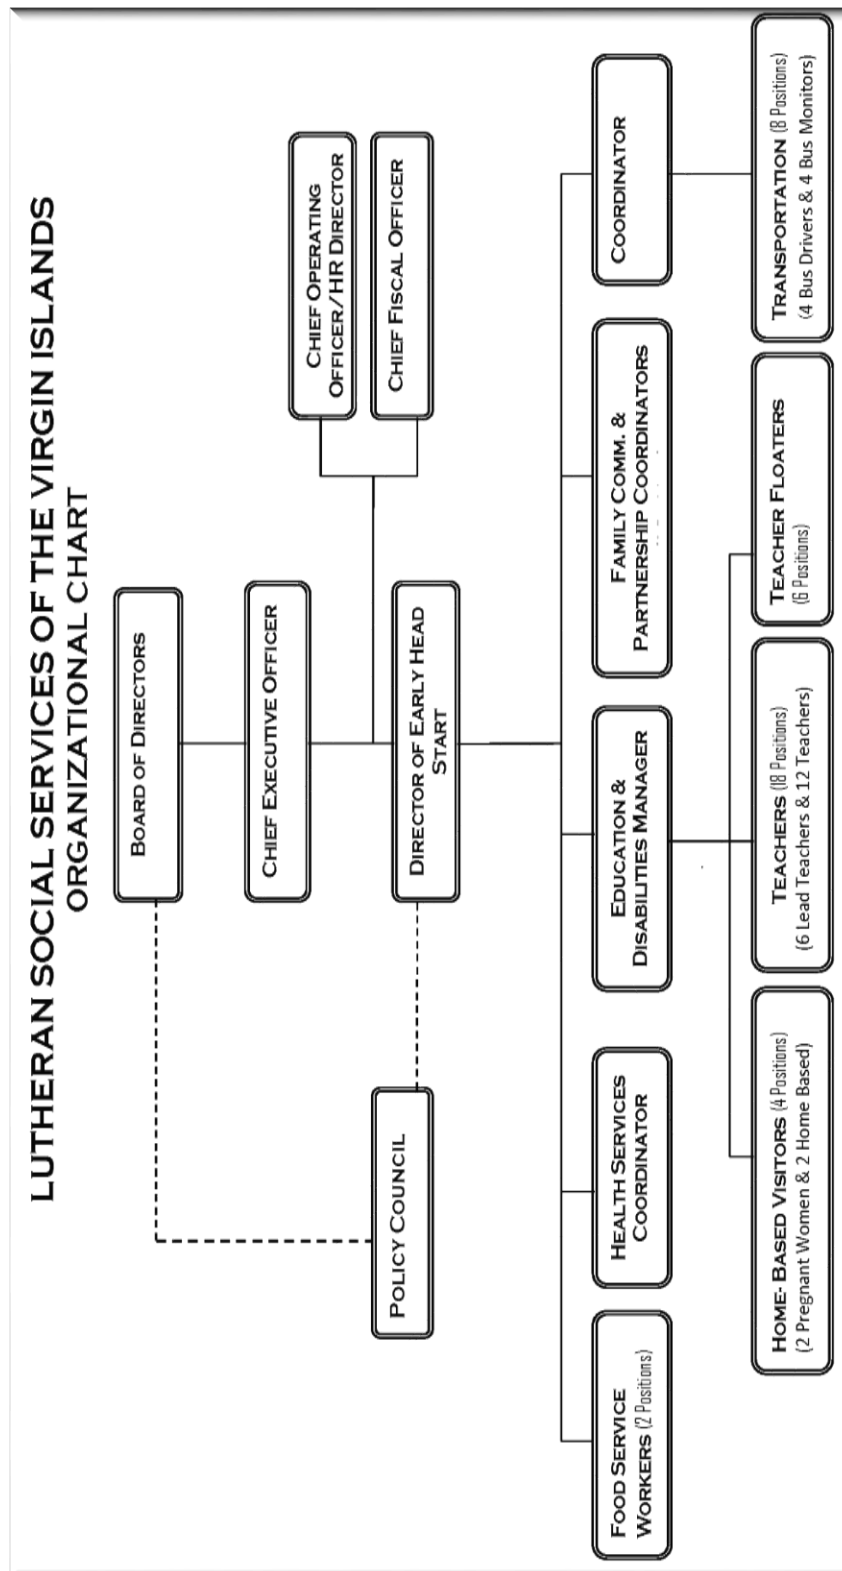 LUTHERAN SOCIAL SERVICES OF THE VIRGIN ISLANDS
ORGANIZATIONAL CHART
BOARD OF DIRECTORS
CHIEF EXECUTIVE OFFICER
CHIEF OPERATING
OFFICER/HR DIRECTOR
CHIEF FISCAL OFFICER
POLICY COUNCIL
DIRECTOR OF EARLY HEAD
START
FOOD SERVICE
WORKERS (2 Positions)
HEALTH SERVICES
COORDINATOR
EDUCATION &
DISABILITIES MANAGER
FAMILY COMM. &
PARTNERSHIP COORDINATORS
COORDINATOR
HOME- BASED VISITORS (4 Positions)
(2 Pregnant Women & 2 Home Based)
TEACHERS (18 Positions)
(6 Lead Teachers & 12 Teachers)
TEACHER FLOATERS
(6 Positions)
TRANSPORTATION (8 Positions)
(4 Bus Drivers & 4 Bus Monitors)